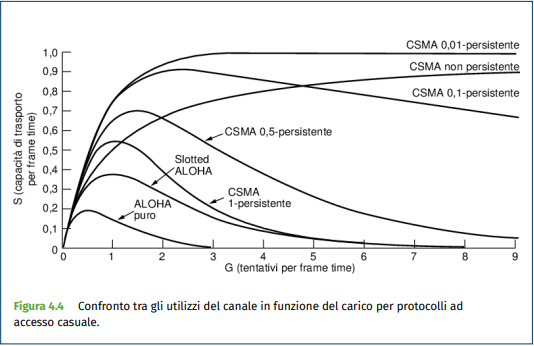 CSMA 0,01-persistente
CSMA non persistente
CSMA 0,1-persistente
CSMA 0,5-persistente
Slotted
ALOHA
CSMA
1-persistente
ALOHA
puro
S (capacità di trasporto
per frame time)
1,0
0,9
0,8
0,7
0,6
0,5
0,4
0,3
0,2
0,1
0
0 1 2 3 4 5 6 7 8 9
G (tentativi per frame time)
Figura 4.4 Confronto tra gli utilizzi del canale in funzione del carico per protocolli ad
accesso casuale.